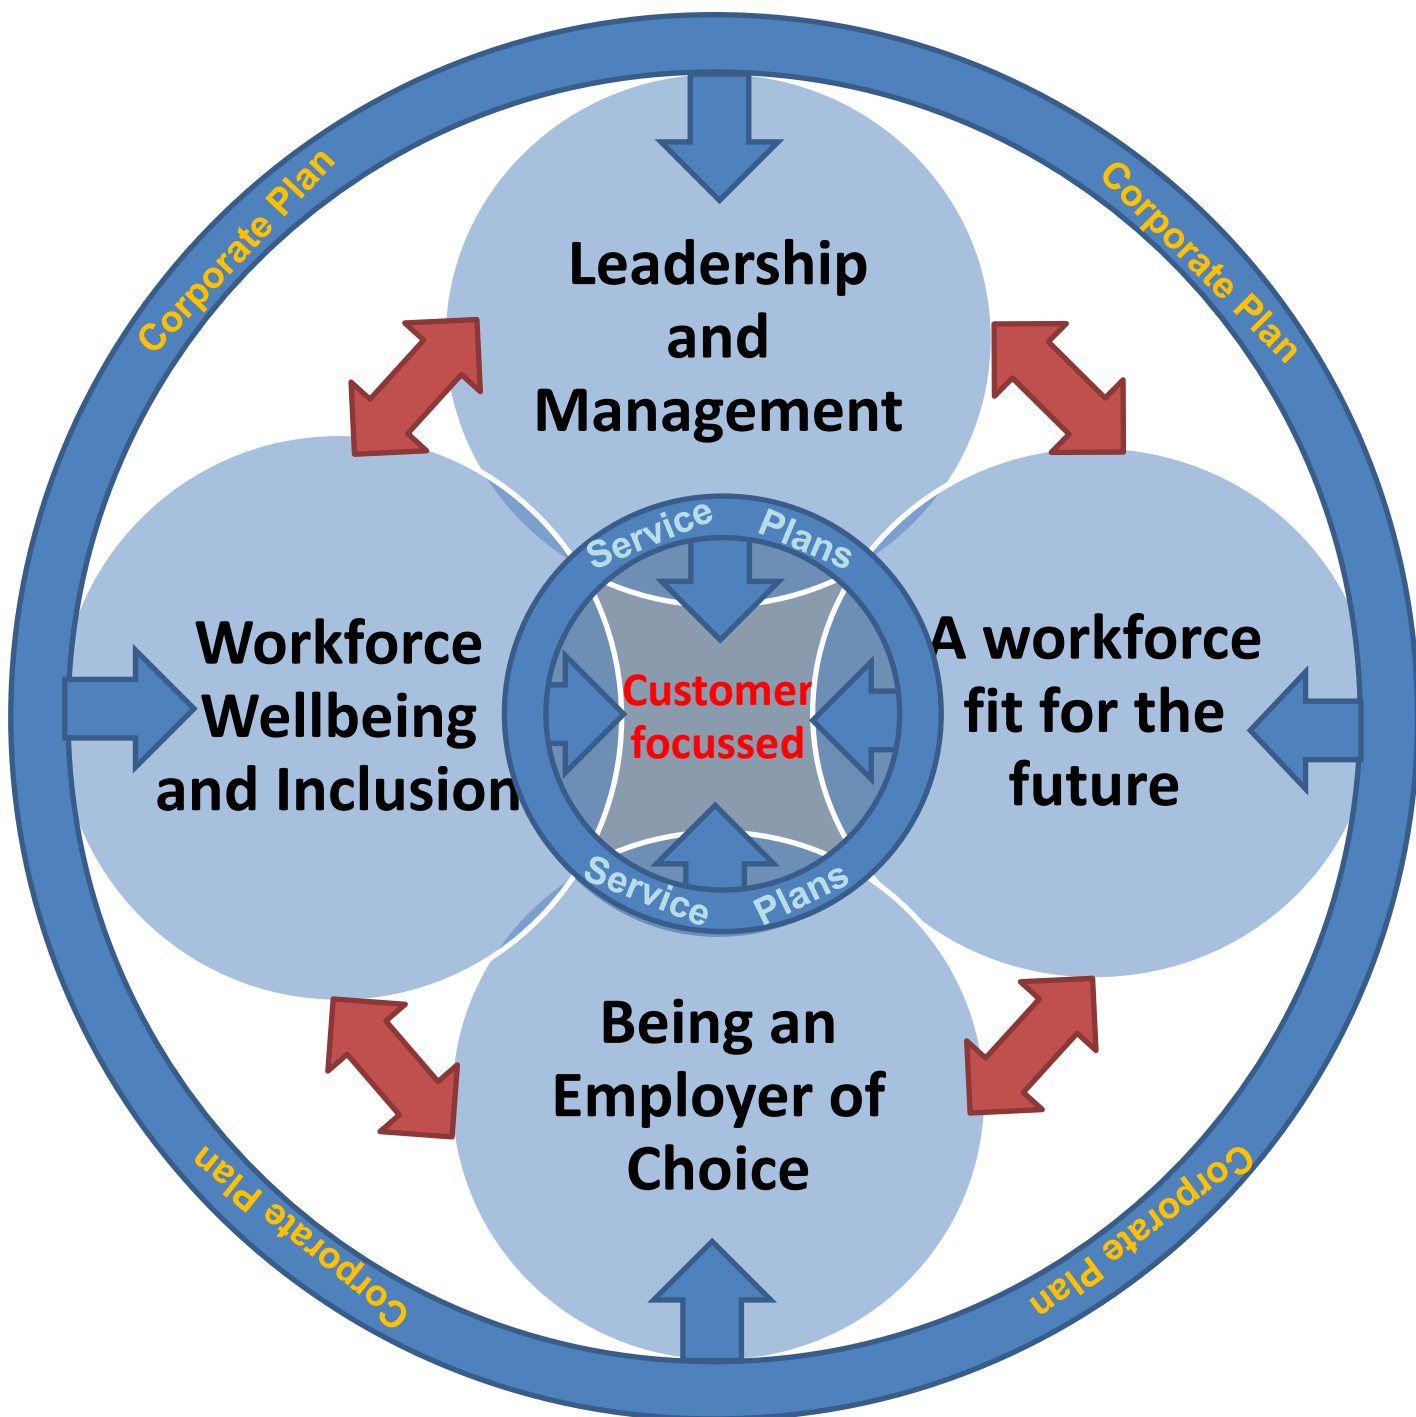 Corporate Plan
Corporate Plan
Leadership
and
Management
Service Plans
Workforce
Wellbeing
and Inclusion
Customer
focussed
A workforce
fit for the
future
Service Plans
Being an
Employer of
Choice
Corporate Plan
Corporate Plan